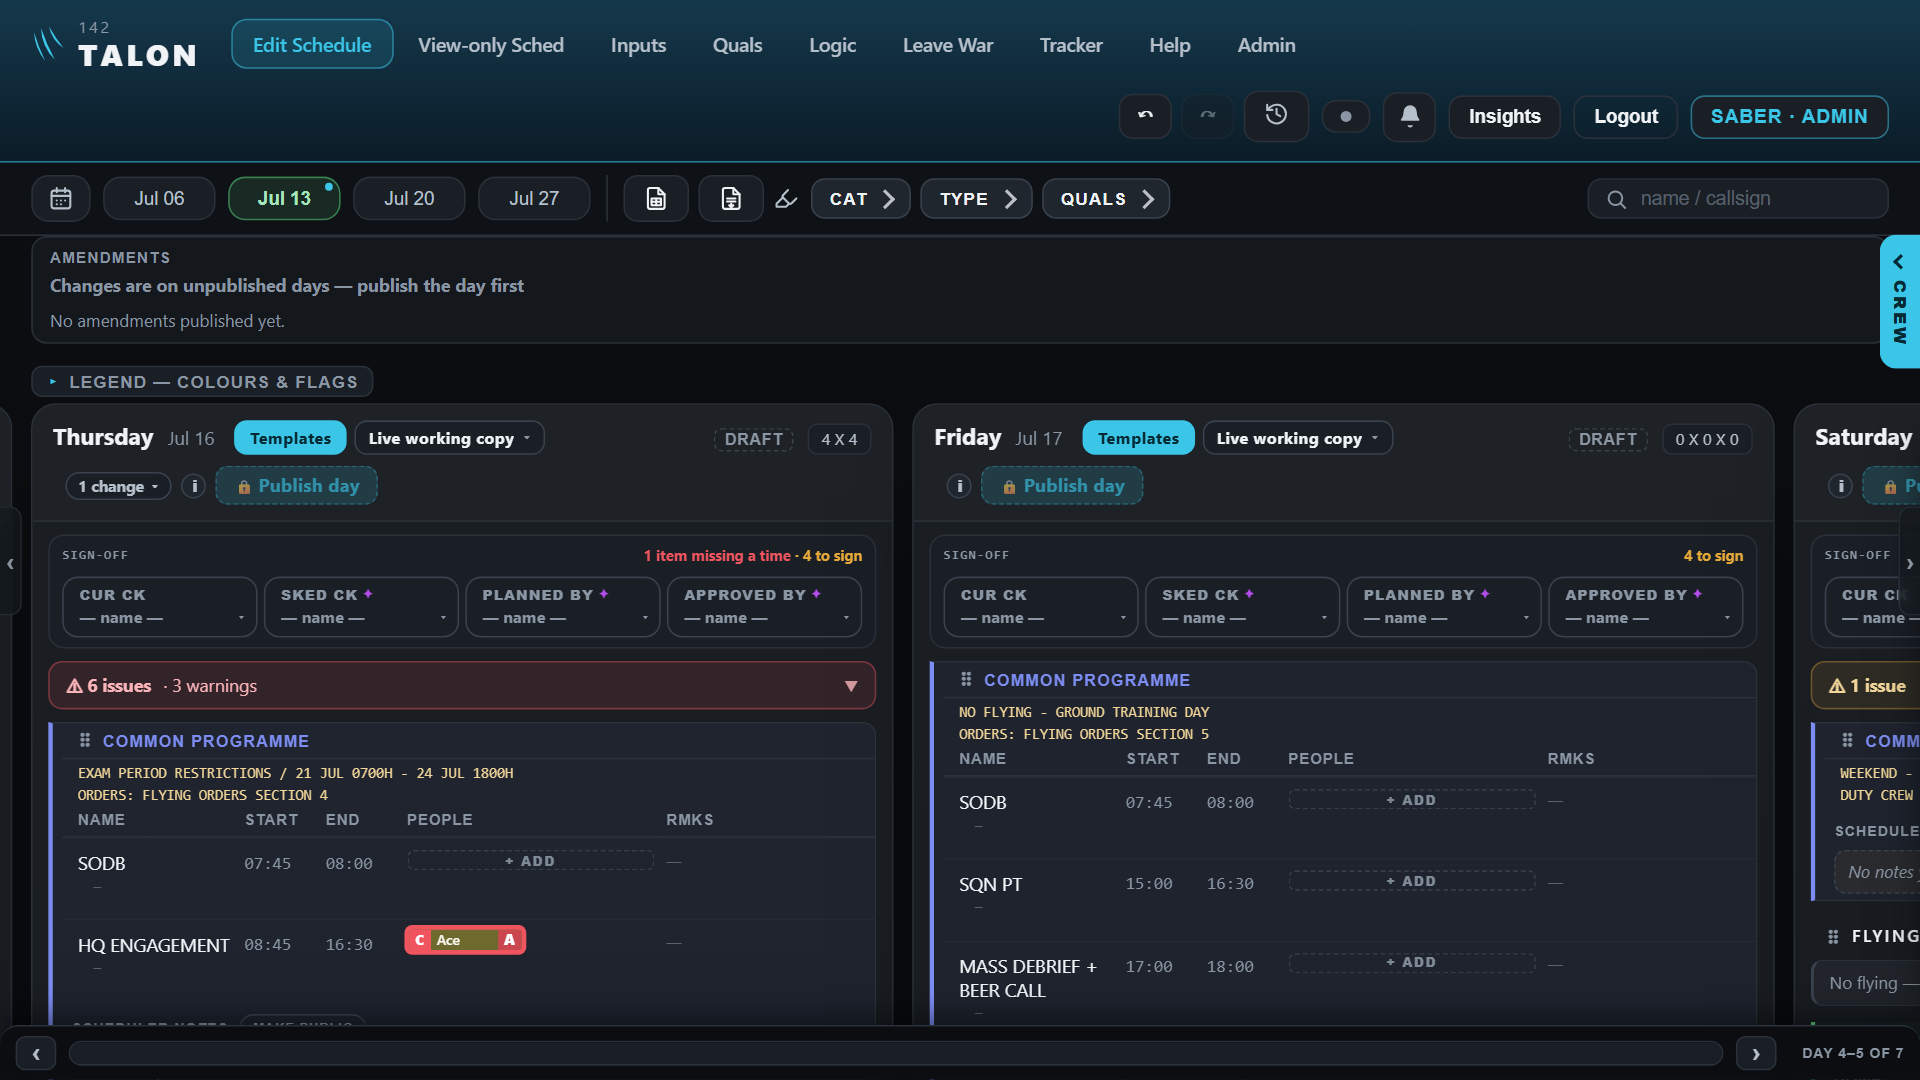 142
TALON
Edit Schedule
View-only Sched
Inputs
Quals
Logic
Leave War
Tracker
Help
Admin
Insights
Logout
SABER · ADMIN
Jul 06
Jul 13
Jul 20
Jul 27
CAT
TYPE
QUALS
name / callsign
AMENDMENTS
Changes are on unpublished days — publish the day first
No amendments published yet.
CREW
LEGEND — COLOURS & FLAGS
Thursday Jul 16
Templates
Live working copy
DRAFT
4 X 4
1 change
i
Publish day
SIGN-OFF
1 item missing a time · 4 to sign
CUR CK
— name —
SKED CK
— name —
PLANNED BY
— name —
APPROVED BY
— name —
6 issues · 3 warnings
COMMON PROGRAMME
EXAM PERIOD RESTRICTIONS / 21 JUL 0700H - 24 JUL 1800H
ORDERS: FLYING ORDERS SECTION 4
NAME START END PEOPLE RMKS
SODB 07:45 08:00 + ADD —
—
HQ ENGAGEMENT 08:45 16:30 C Ace A —
—
SCHEDULER NOTES MAKE PUBLIC
Friday Jul 17
Templates
Live working copy
DRAFT
0 X 0 X 0
i
Publish day
SIGN-OFF
4 to sign
CUR CK
— name —
SKED CK
— name —
PLANNED BY
— name —
APPROVED BY
— name —
COMMON PROGRAMME
NO FLYING - GROUND TRAINING DAY
ORDERS: FLYING ORDERS SECTION 5
NAME START END PEOPLE RMKS
SODB 07:45 08:00 + ADD —
—
SQN PT 15:00 16:30 + ADD —
—
MASS DEBRIEF + BEER CALL 17:00 18:00 + ADD —
—
Saturday
i
SIGN-OFF
CUR CK
— name —
1 issue
COMM
WEEKEND -
DUTY CREW
SCHEDULE
No notes
FLYING
No flying —
DAY 4–5 OF 7